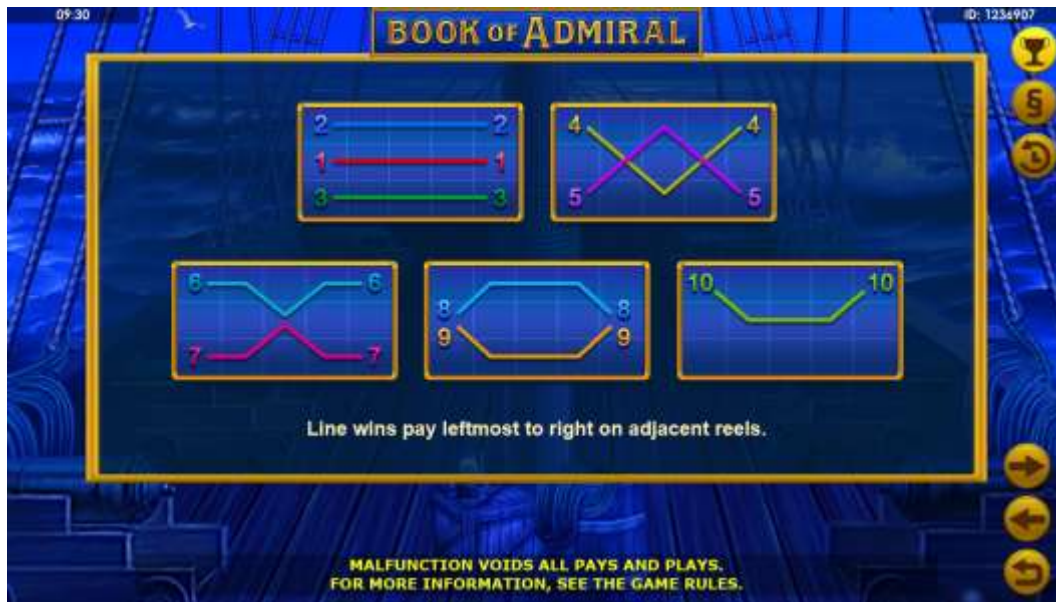 09:30
ID: 1236907
BOOK OF ADMIRAL
2 2
1 1
3 3
4 4
5 5
6 6
7 7
8 8
9 9
10 10
Line wins pay leftmost to right on adjacent reels.
MALFUNCTION VOIDS ALL PAYS AND PLAYS.
FOR MORE INFORMATION, SEE THE GAME RULES.
§